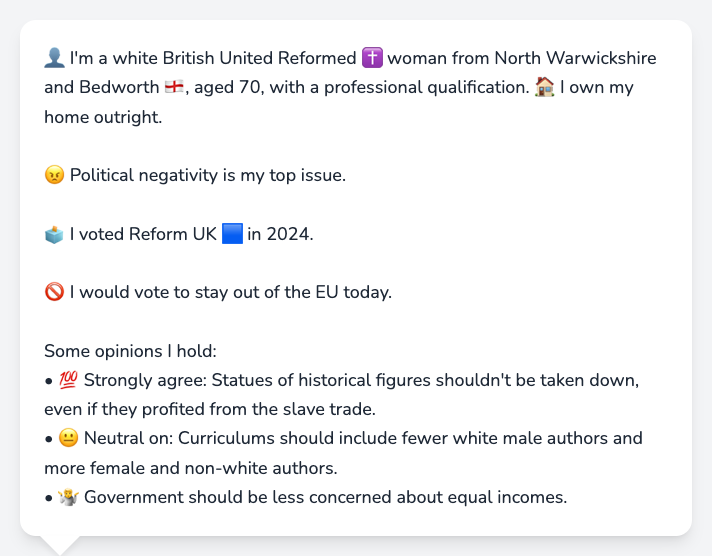 👤 I'm a white British United Reformed ✝️ woman from North Warwickshire
and Bedworth 🏴󠁧󠁢󠁥󠁮󠁧󠁿, aged 70, with a professional qualification. 🏠 I own my
home outright.
😠 Political negativity is my top issue.
🗳️ I voted Reform UK 🟦 in 2024.
🚫 I would vote to stay out of the EU today.
Some opinions I hold:
• 💯 Strongly agree: Statues of historical figures shouldn't be taken down,
even if they profited from the slave trade.
• 😐 Neutral on: Curriculums should include fewer white male authors and
more female and non-white authors.
• 🤷 Government should be less concerned about equal incomes.